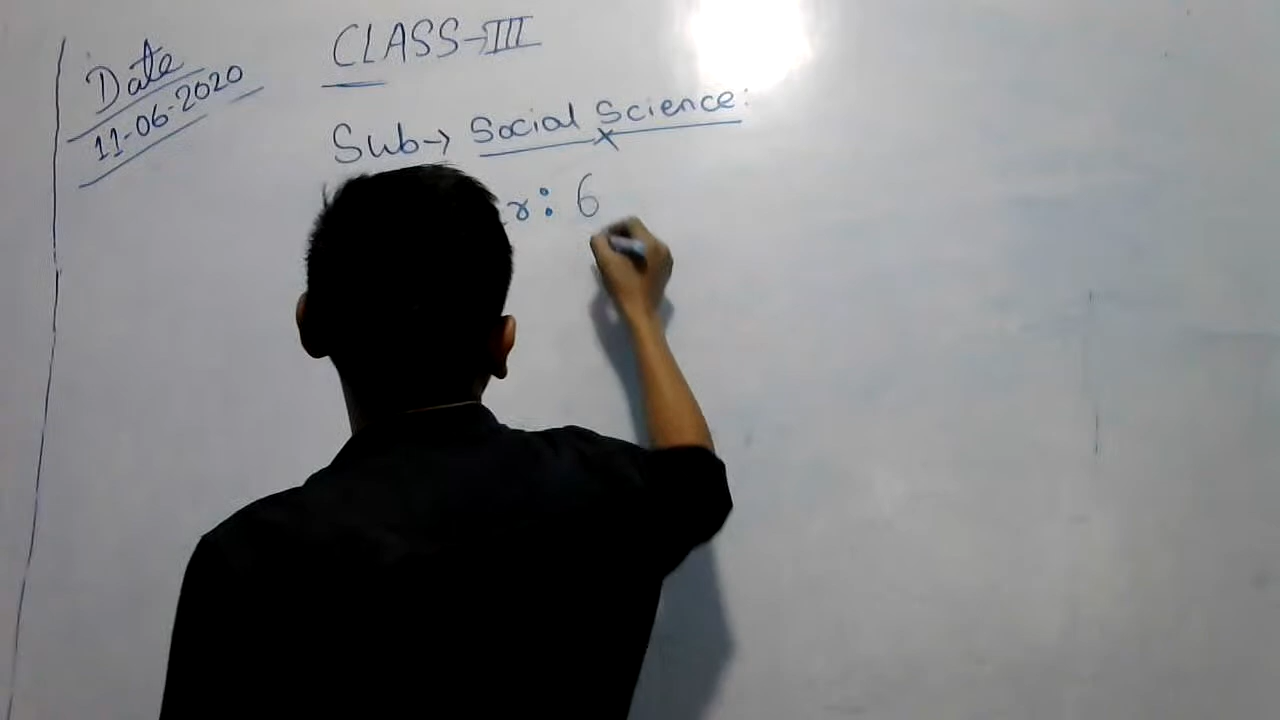 Date
11-06-2020
CLASS→III
Sub→ Social Science:
r: 6